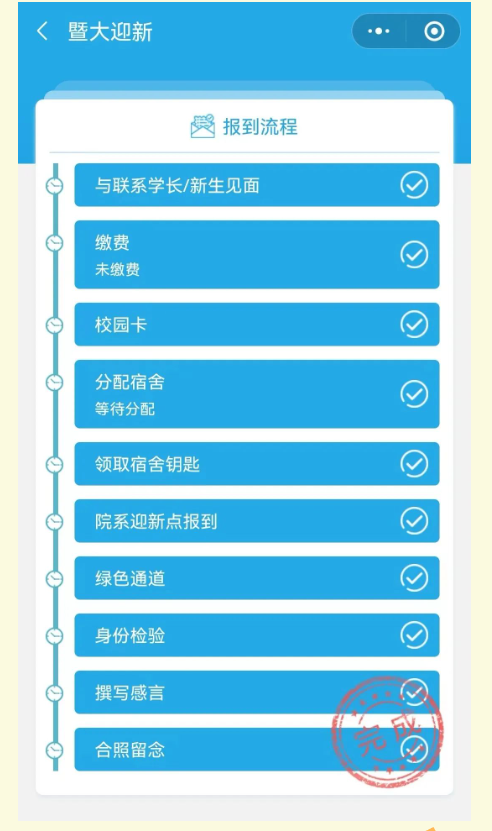 暨大迎新
报到流程
与联系学长/新生见面
缴费
未缴费
校园卡
分配宿舍
等待分配
领取宿舍钥匙
院系迎新点报到
绿色通道
身份检验
撰写感言
合照留念
完成